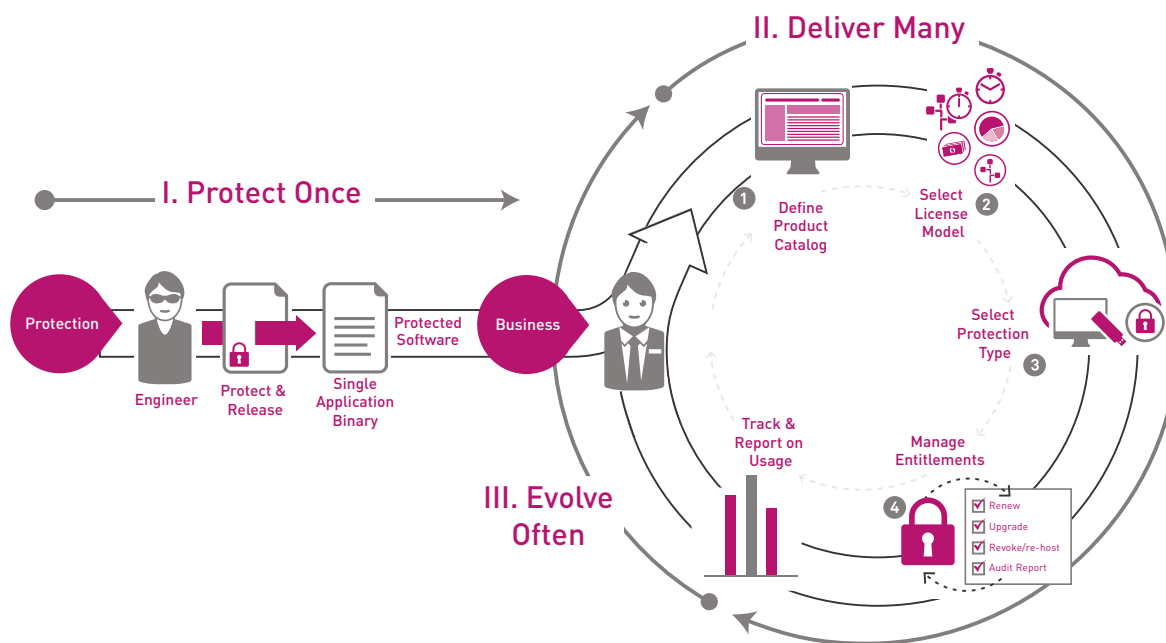 II. Deliver Many
I. Protect Once
1
Define
Product
Catalog
Select
License
Model
2
Protection
Engineer
Protect &
Release
Single
Application
Binary
Protected
Software
Business
Select
Protection
Type
3
Track &
Report on
Usage
Manage
Entitlements
4
Renew
Upgrade
Revoke/re-host
Audit Report
III. Evolve
Often